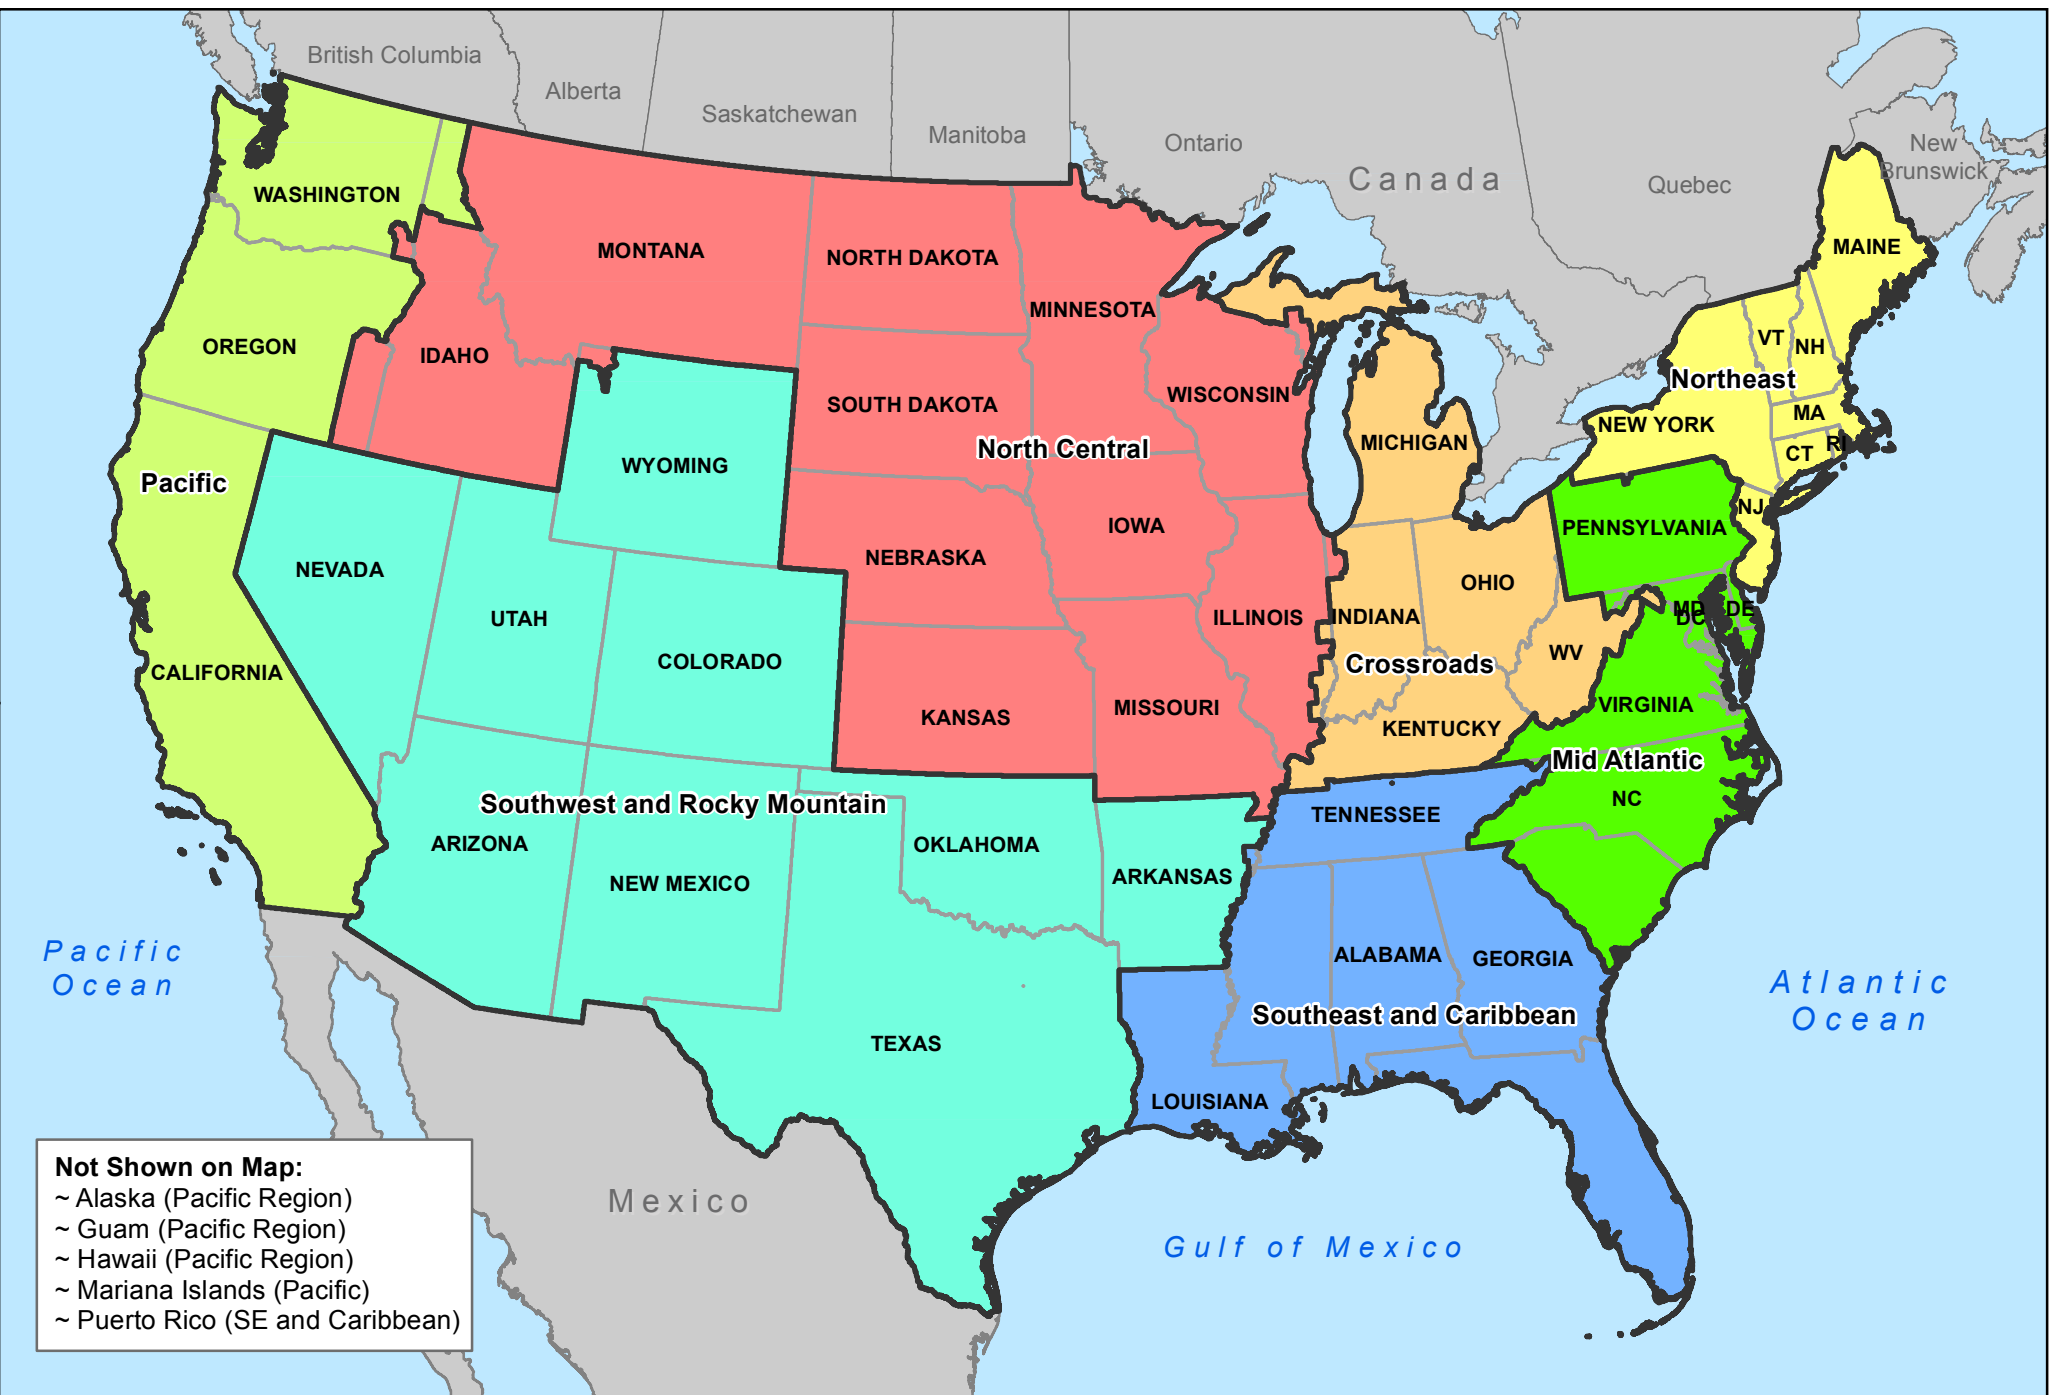 British Columbia
Alberta
Saskatchewan
Manitoba
Ontario
Canada
Quebec
New
Brunswick
WASHINGTON
MONTANA
NORTH DAKOTA
MINNESOTA
MAINE
OREGON
IDAHO
VT
NH
Northeast
WISCONSIN
SOUTH DAKOTA
MA
NEW YORK
North Central
MICHIGAN
RI
CT
WYOMING
Pacific
NJ
IOWA
PENNSYLVANIA
NEBRASKA
NEVADA
OHIO
MD
DE
DC
UTAH
ILLINOIS
INDIANA
WV
COLORADO
Crossroads
CALIFORNIA
KANSAS
MISSOURI
VIRGINIA
KENTUCKY
Mid Atlantic
Southwest and Rocky Mountain
NC
TENNESSEE
ARIZONA
OKLAHOMA
NEW MEXICO
ARKANSAS
Pacific
Ocean
ALABAMA
GEORGIA
Atlantic
Ocean
Southeast and Caribbean
TEXAS
LOUISIANA
Mexico
Gulf of Mexico
Not Shown on Map:
~ Alaska (Pacific Region)
~ Guam (Pacific Region)
~ Hawaii (Pacific Region)
~ Mariana Islands (Pacific)
~ Puerto Rico (SE and Caribbean)